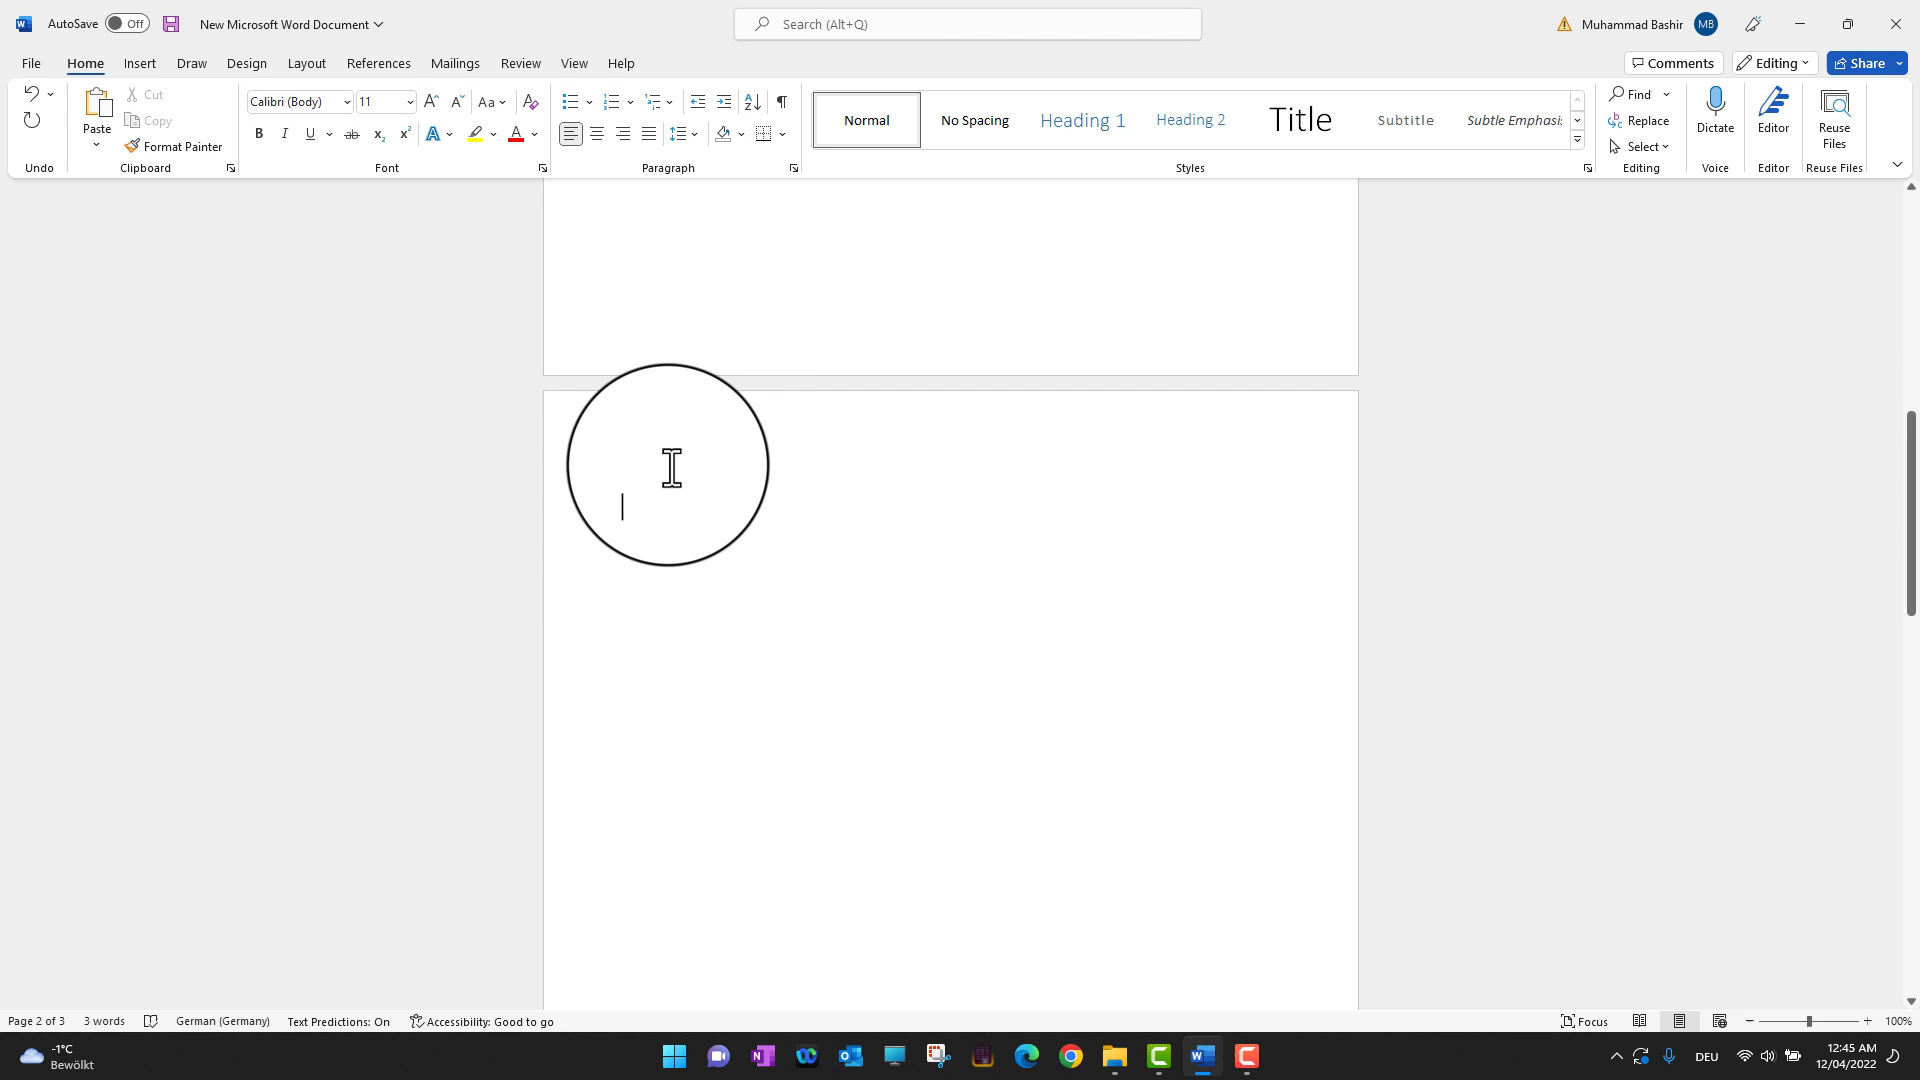 AutoSave Off New Microsoft Word Document Search (Alt+Q) Muhammad Bashir MB
File Home Insert Draw Design Layout References Mailings Review View Help Comments Editing Share
Paste Cut Copy Format Painter
Calibri (Body) 11 Aa
B I U ab x₂ x² A A
Normal No Spacing Heading 1 Heading 2 Title Subtitle Subtle Emphasis
Find Replace Select
Dictate Editor Reuse Files
Undo Clipboard Font Paragraph Styles Editing Voice Editor Reuse Files
Page 2 of 3 3 words German (Germany) Text Predictions: On Accessibility: Good to go Focus 100%
-1°C
Bewölkt
DEU 12:45 AM
12/04/2022